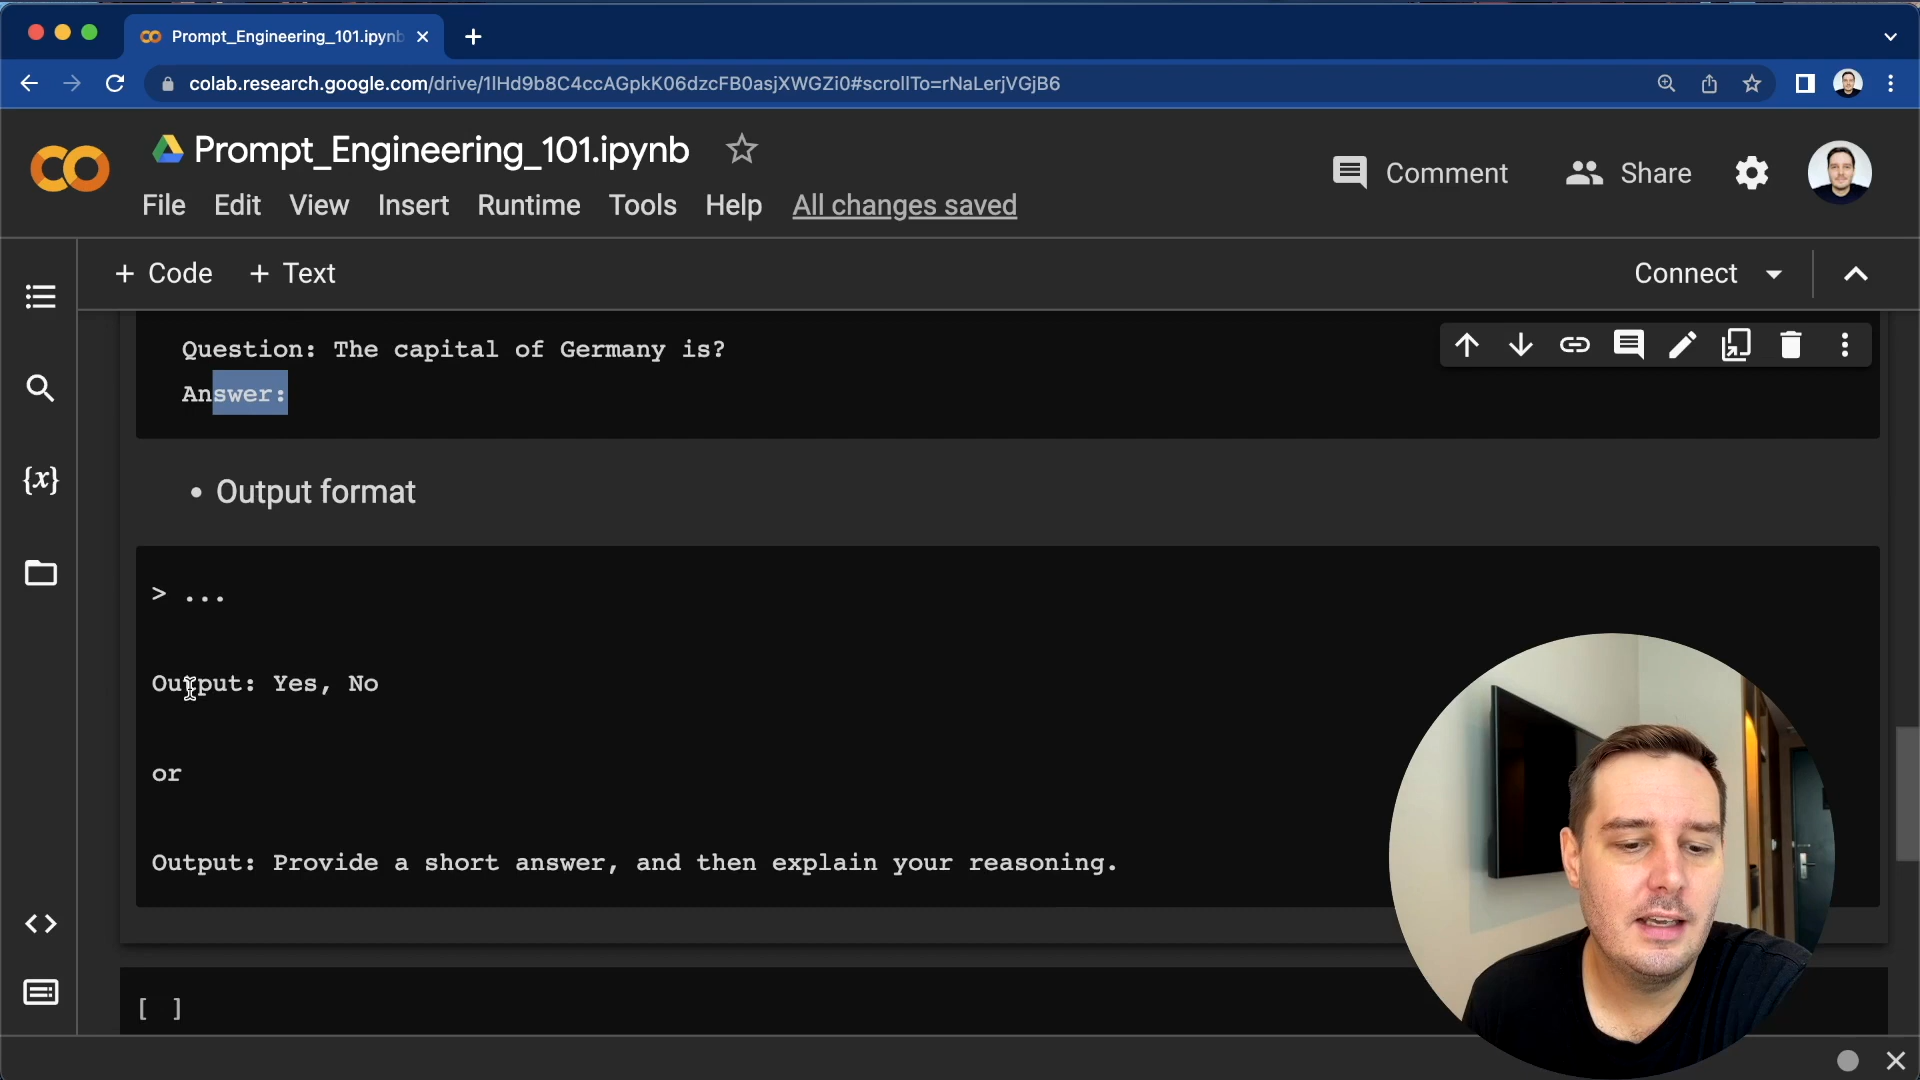 Prompt_Engineering_101.ipynb
colab.research.google.com/drive/1lHd9b8C4ccAGpkK06dzcFB0asjXWGZi0#scrollTo=rNaLerjVGjB6
Prompt_Engineering_101.ipynb
Comment
Share
File Edit View Insert Runtime Tools Help All changes saved
+ Code + Text
Connect
Question: The capital of Germany is?
Answer:
• Output format
{x}
> ...
Output: Yes, No
or
Output: Provide a short answer, and then explain your reasoning.
[ ]